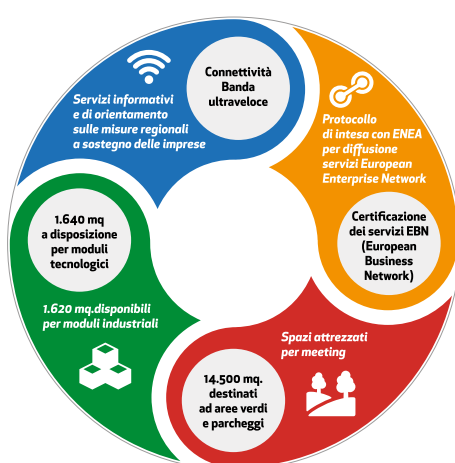 Connettività
Banda
ultraveloce
Servizi informativi
e di orientamento
sulle misure regionali
a sostegno delle imprese
Protocollo
di intesa con ENEA
per diffusione
servizi European
Enterprise Network
Certificazione
dei servizi EBN
(European
Business
Network)
1.640 mq
a disposizione
per moduli
tecnologici
1.620 mq.disponibili
per moduli industriali
Spazi attrezzati
per meeting
14.500 mq.
destinati
ad aree verdi
e parcheggi